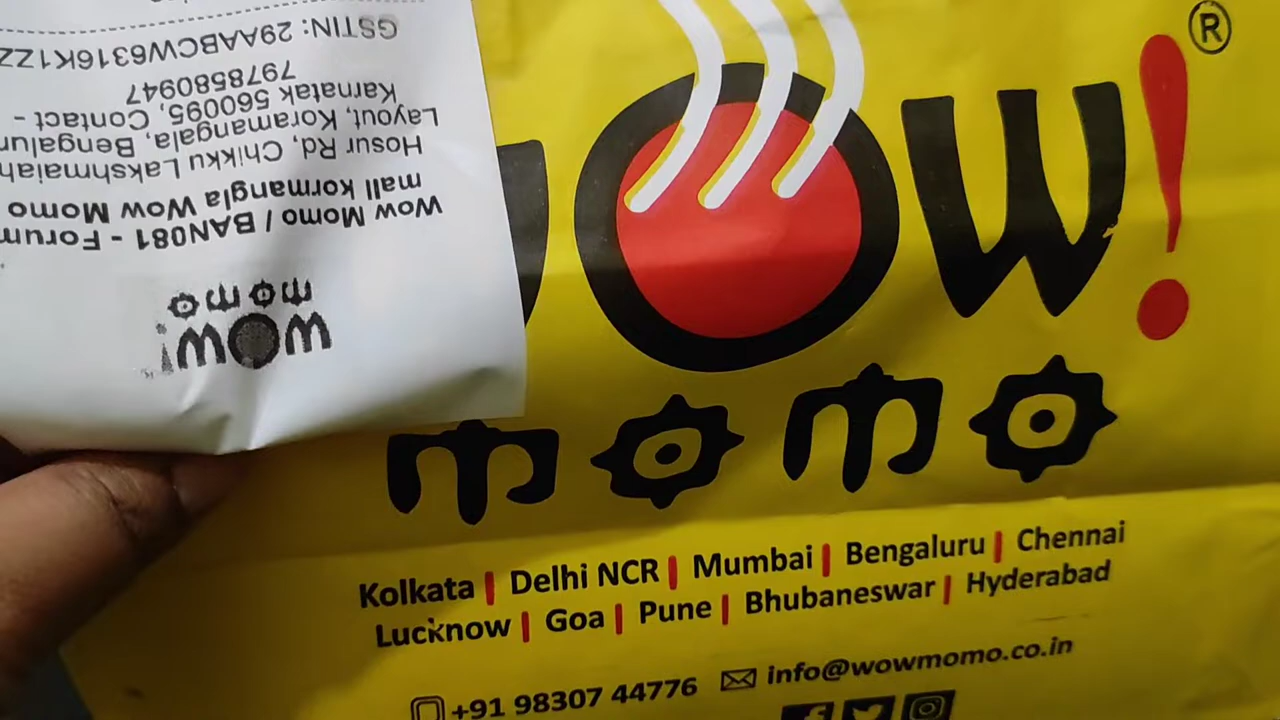 WOW!
momo
Wow Momo / BAN081 - Forum
mall kormangla Wow Momo
Hosur Rd, Chikku Lakshmaiah
Layout, Koramangala, Bengalur
Karnatak 560095, Contact -
7978580947
GSTIN: 29AABCW6316K1ZZ
WOW! ®
momo
Kolkata | Delhi NCR | Mumbai | Bengaluru | Chennai
Lucknow | Goa | Pune | Bhubaneswar | Hyderabad
+91 98307 44776 info@wowmomo.co.in